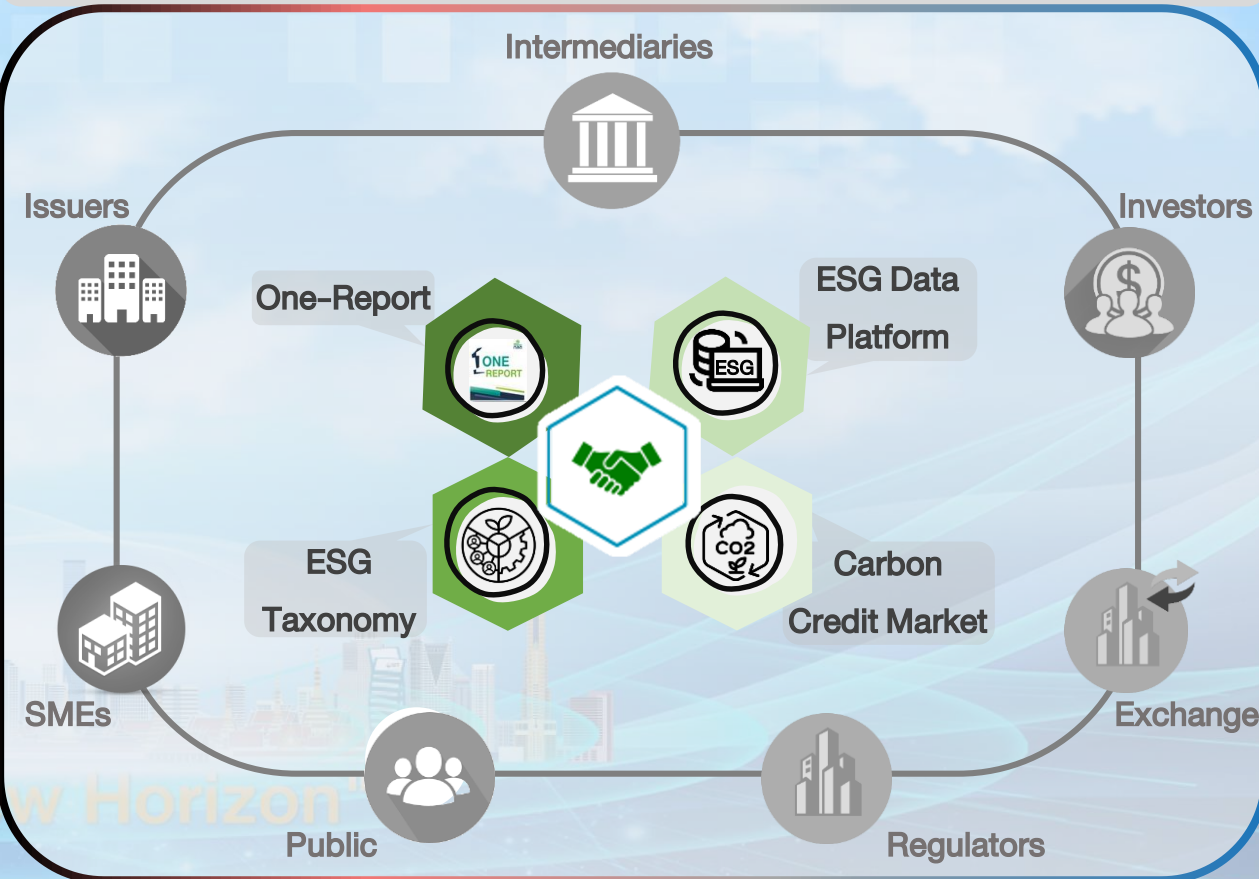 Intermediaries
Issuers
Investors
One-Report
ESG Data
Platform
ONE
REPORT
ESG
CO2
ESG
Taxonomy
Carbon
Credit Market
SMEs
Exchange
w Horizon"
Public
Regulators